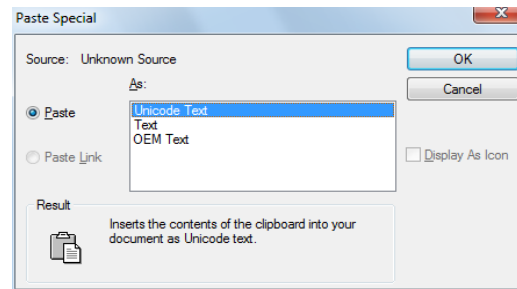 Paste Special
Source: Unknown Source
As:
Paste
Unicode Text
Text
OEM Text
Paste Link
OK
Cancel
Display As Icon
Result
Inserts the contents of the clipboard into your
document as Unicode text.